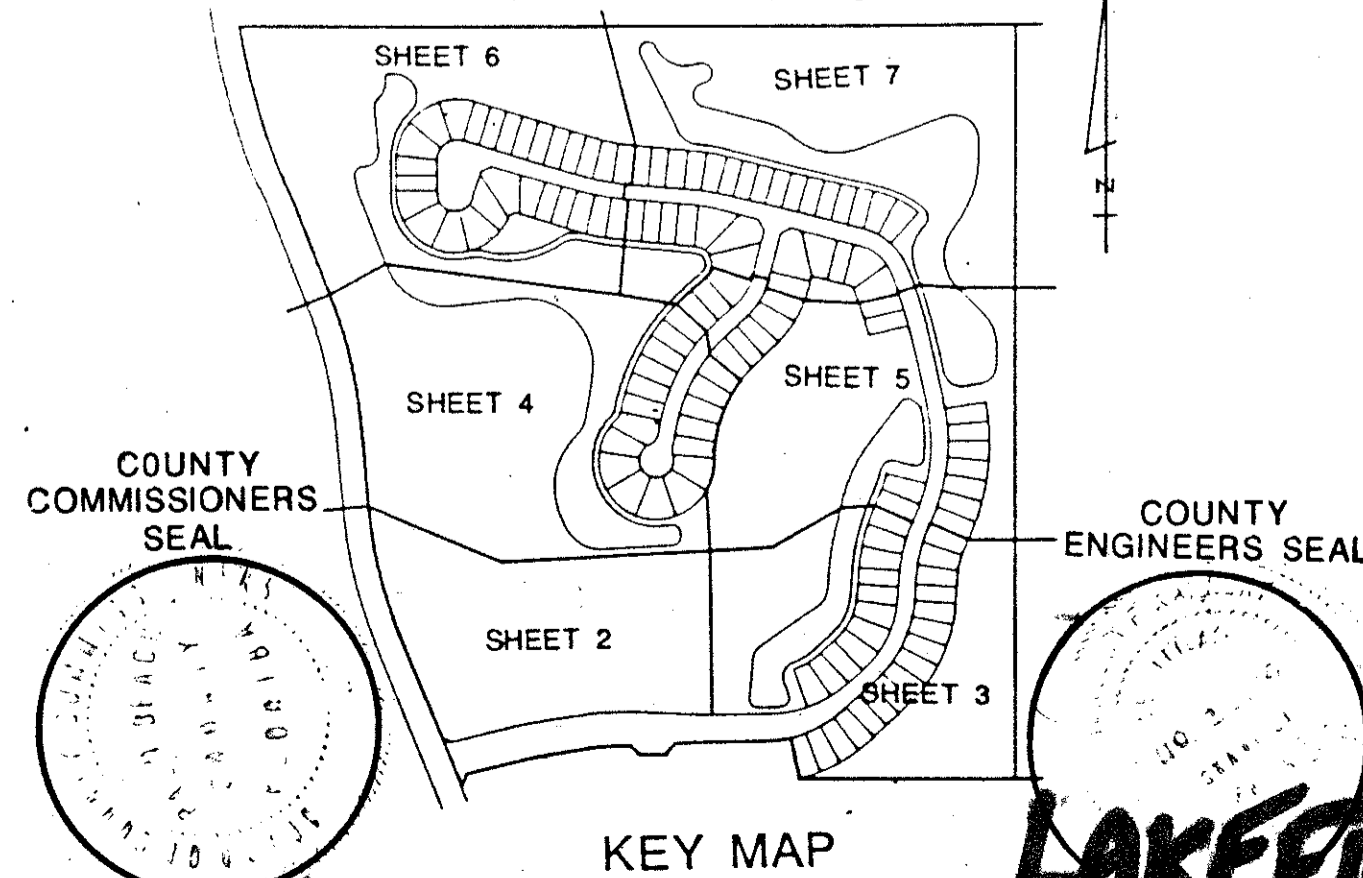 SHEET 6
SHEET 7
N
SHEET 4
SHEET 5
COUNTY
COMMISSIONERS
SEAL
COUNTY
ENGINEERS SEAL
SHEET 2
SHEET 3
KEY MAP